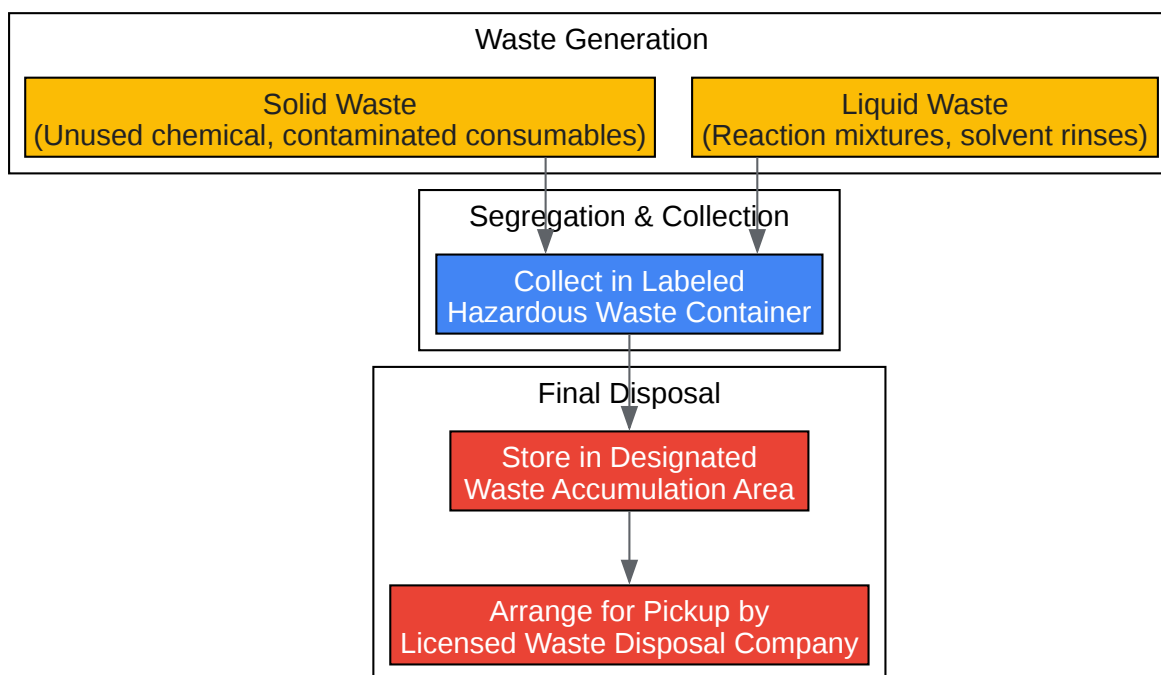 Waste Generation
Solid Waste
(Unused chemical, contaminated consumables)
Liquid Waste
(Reaction mixtures, solvent rinses)
Segregation & Collection
Collect in Labeled
Hazardous Waste Container
Final Disposal
Store in Designated
Waste Accumulation Area
Arrange for Pickup by
Licensed Waste Disposal Company